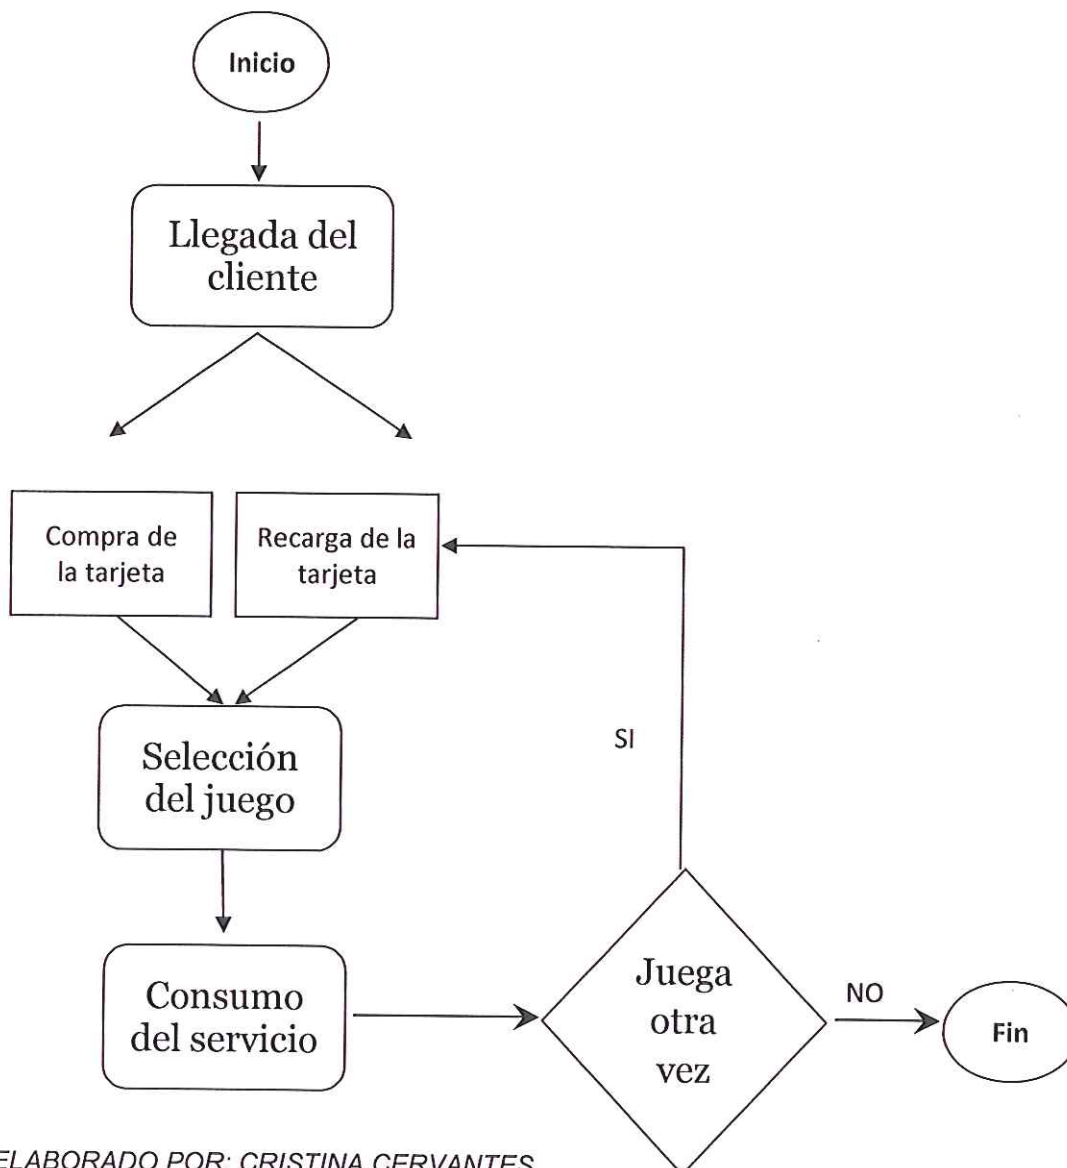 Inicio
Llegada del
cliente
Compra de
la tarjeta
Recarga de la
tarjeta
Selección
del juego
SI
Consumo
del servicio
Juega
otra
vez
NO
Fin
ELABORADO POR: CRISTINA CERVANTES